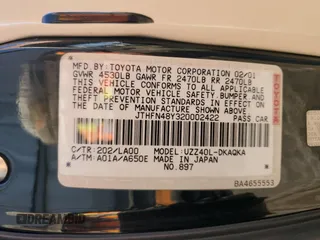 MFD.BY: TOYOTA MOTOR CORPORATION 02/01
GVWR 4530LB GAWR FR 2470LB RR 2470LB
THIS VEHICLE CONFORMS TO ALL APPLICABLE
FEDERAL MOTOR VEHICLE SAFETY,BUMPER AND
THEFT PREVENTION STANDARDS IN EFFECT ON
THE DATE OF MANUFACTURE SHOWN ABOVE.
JTHFN48Y320002422 PASS CAR
C/TR: 202/LA00 MODEL: UZZ40L-DKAQKA
A/TM: A01A/A650E MADE IN JAPAN
NO.897
TOYOTA
BA4655553
DREAMBID